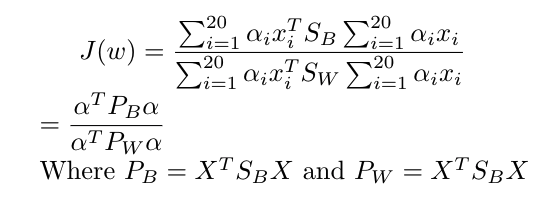 J(w) = \frac{\sum_{i=1}^{20} \alpha_i x_i^T S_B \sum_{i=1}^{20} \alpha_i x_i}{\sum_{i=1}^{20} \alpha_i x_i^T S_W \sum_{i=1}^{20} \alpha_i x_i}
= \frac{\alpha^T P_B \alpha}{\alpha^T P_W \alpha}
Where P_B = X^T S_B X and P_W = X^T S_B X